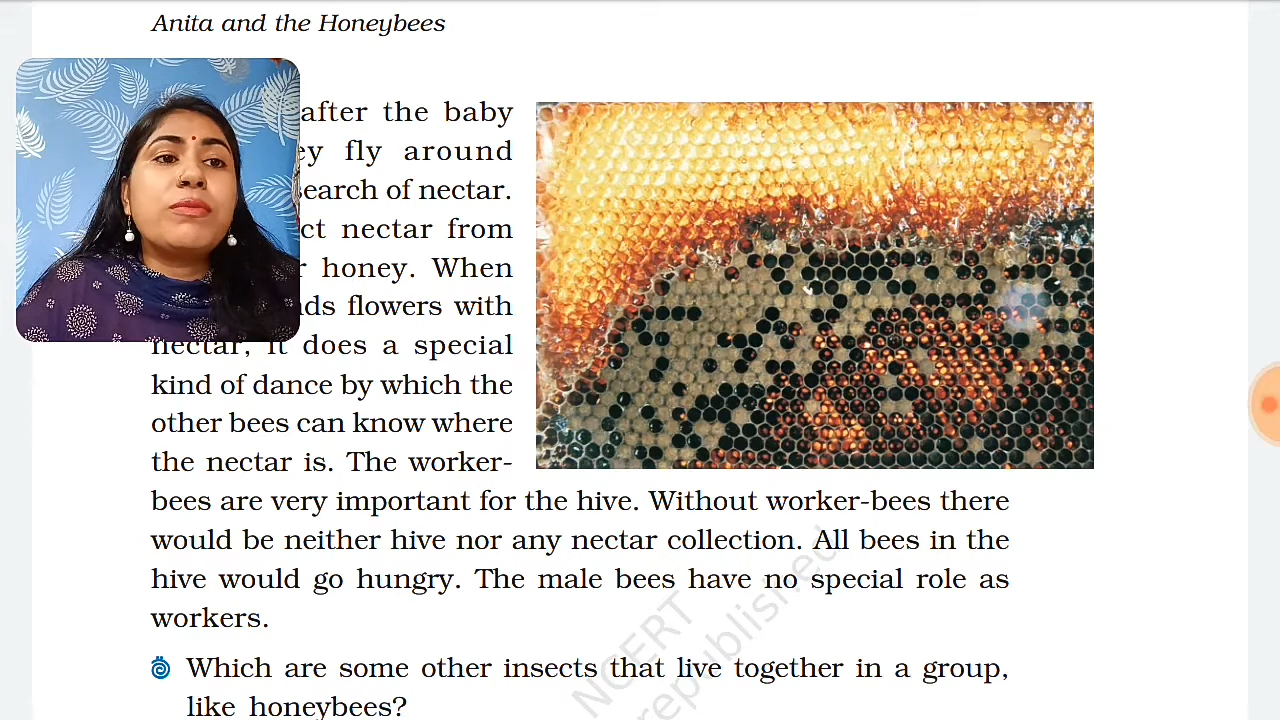 Anita and the Honeybees
after the baby
fly around
search of nectar.
nectar from
honey. When
flowers with
nectar, it does a special
kind of dance by which the
other bees can know where
the nectar is. The worker-
bees are very important for the hive. Without worker-bees there
would be neither hive nor any nectar collection. All bees in the
hive would go hungry. The male bees have no special role as
workers.
Which are some other insects that live together in a group,
like honeybees?
NCERT
republished